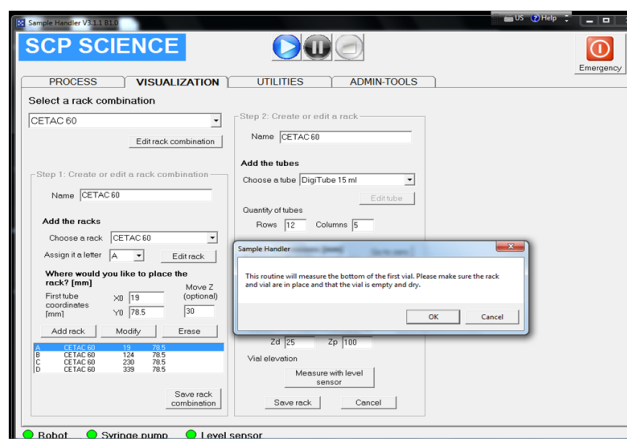 Sample Handler V3.1.1 B1.0
US Help
SCP SCIENCE
Emergency
PROCESS VISUALIZATION UTILITIES ADMIN-TOOLS
Select a rack combination
CETAC 60
Edit rack combination
Step 1: Create or edit a rack combination
Name CETAC 60
Add the racks
Choose a rack CETAC 60
Assign it a letter A Edit rack
Where would you like to place the
rack? [mm]
Move Z
(optional)
First tube
coordinates
[mm]
X0 19
Y0 78.5
30
Add rack Modify Erase
A CETAC 60 19 78.5
B CETAC 60 124 78.5
C CETAC 60 230 78.5
D CETAC 60 339 78.5
Save rack
combination
Step 2: Create or edit a rack
Name CETAC 60
Add the tubes
Choose a tube DigiTube 15 ml
Edit tube
Quantity of tubes
Rows 12 Columns 5
Sample Handler
This routine will measure the bottom of the first vial. Please make sure the rack
and vial are in place and that the vial is empty and dry.
OK Cancel
Zd 25 Zp 100
Vial elevation
Measure with level
sensor
Save rack Cancel
Robot Syringe pump Level sensor